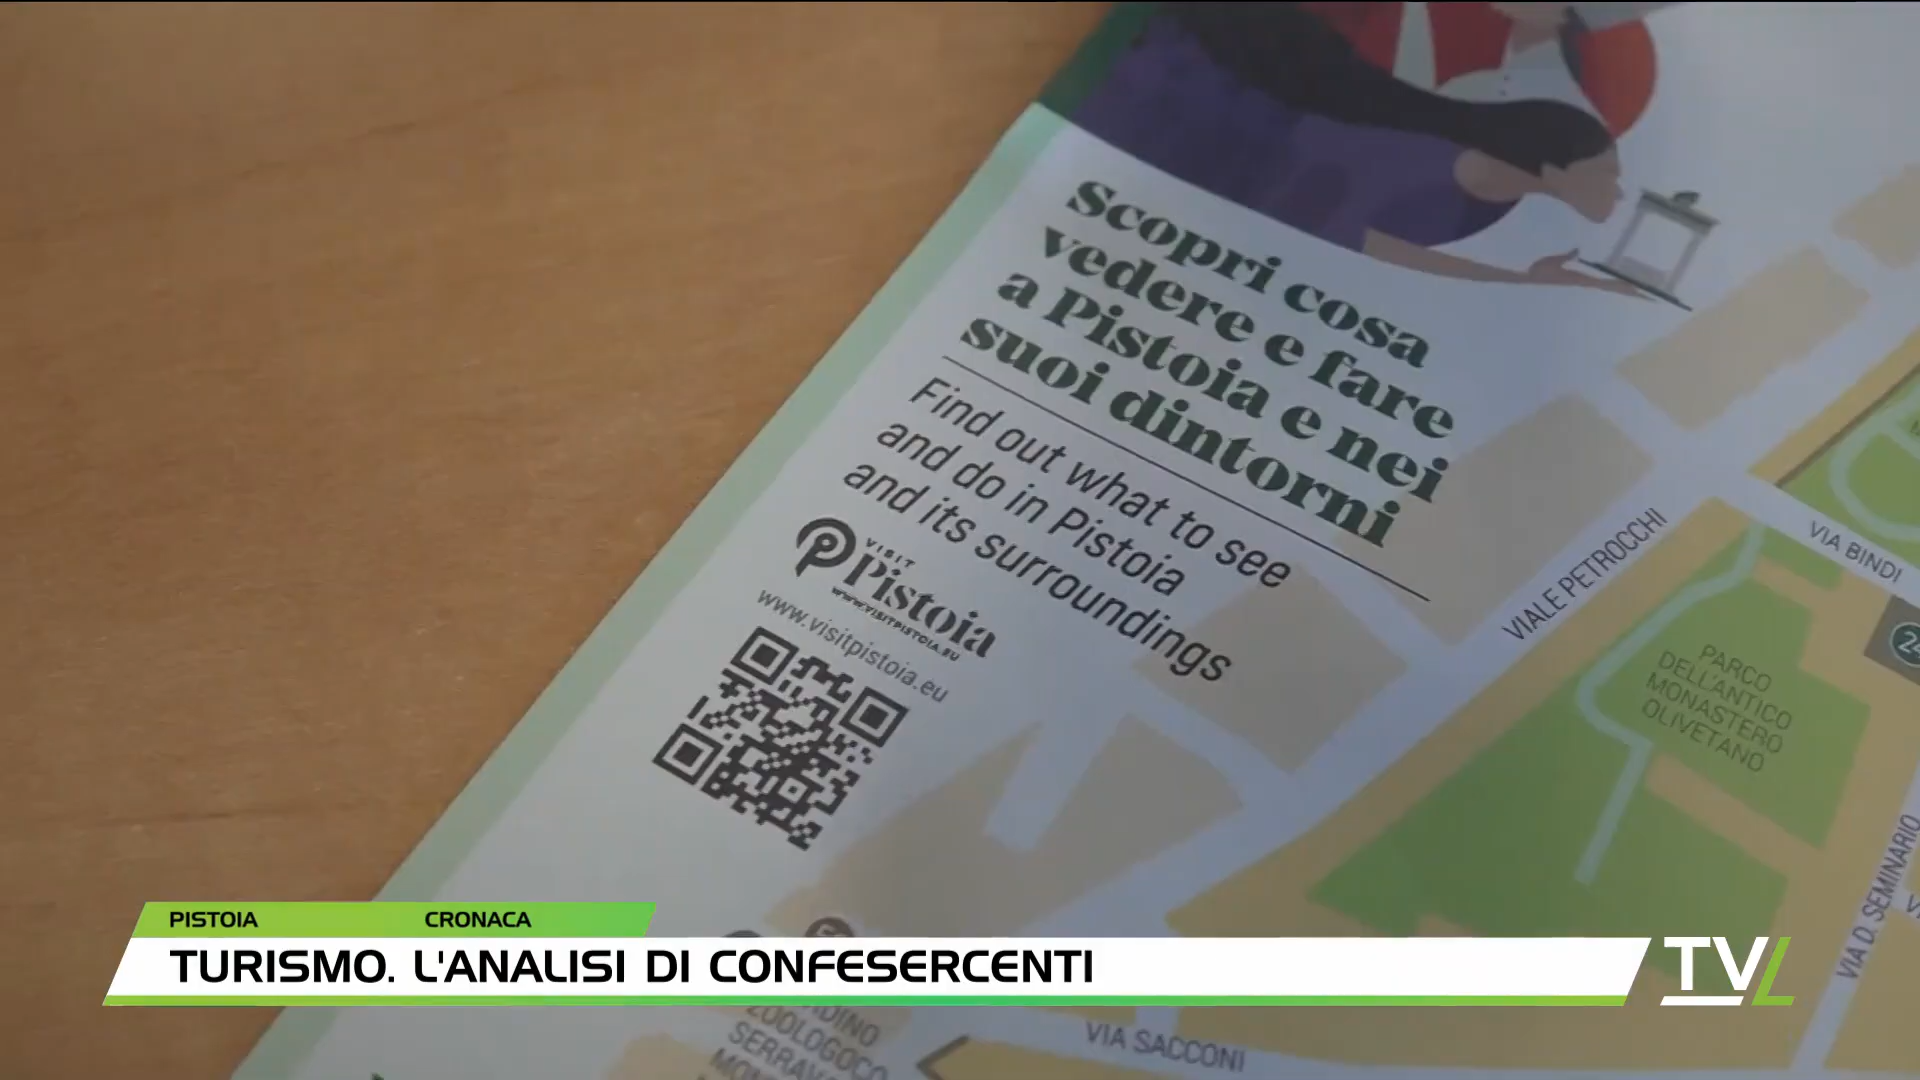 Scopri cosa
vedere e fare
a Pistoia e nei
suoi dintorni
Find out what to see
and do in Pistoia
and its surroundings
VISIT
Pistoia
WWW.VISITPISTOIA.EU
www.visitpistoia.eu
VIALE PETROCCHI
VIA BINDI
PARCO
DELL'ANTICO
MONASTERO
OLIVETANO
VIA D. SEMINARIO
VIA SACCONI
ZOOLOGOCO
PISTOIA CRONACA
TURISMO. L'ANALISI DI CONFESERCENTI
TVL